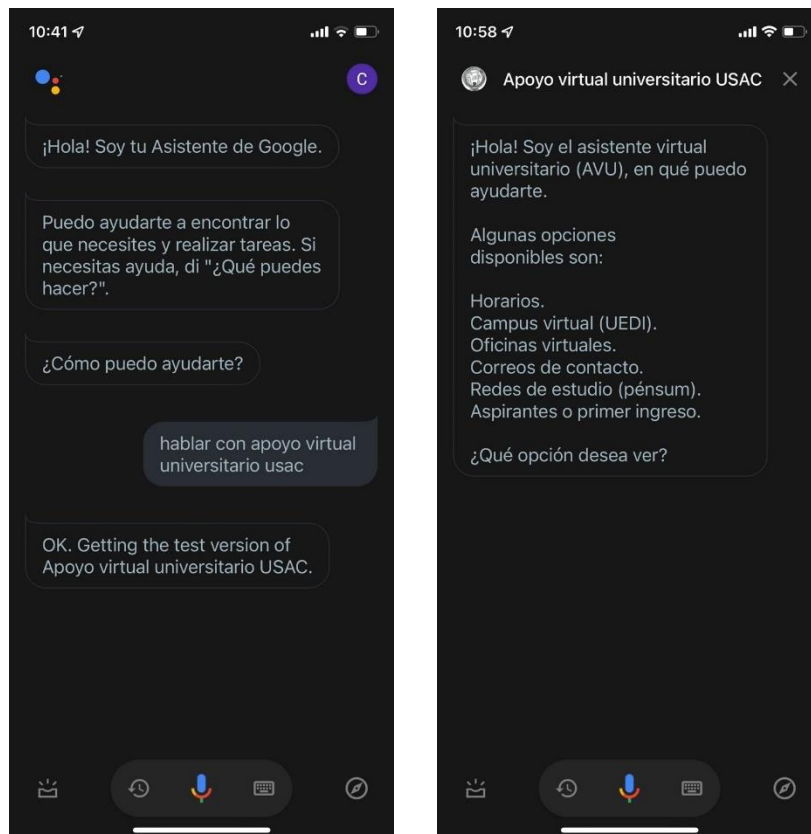 10:41
C
¡Hola! Soy tu Asistente de Google.
Puedo ayudarte a encontrar lo
que necesites y realizar tareas. Si
necesitas ayuda, di "¿Qué puedes
hacer?".
¿Cómo puedo ayudarte?
hablar con apoyo virtual
universitario usac
OK. Getting the test version of
Apoyo virtual universitario USAC.
10:58
Apoyo virtual universitario USAC
¡Hola! Soy el asistente virtual
universitario (AVU), en qué puedo
ayudarte.
Algunas opciones
disponibles son:
Horarios.
Campus virtual (UEDI).
Oficinas virtuales.
Correos de contacto.
Redes de estudio (pénsum).
Aspirantes o primer ingreso.
¿Qué opción desea ver?